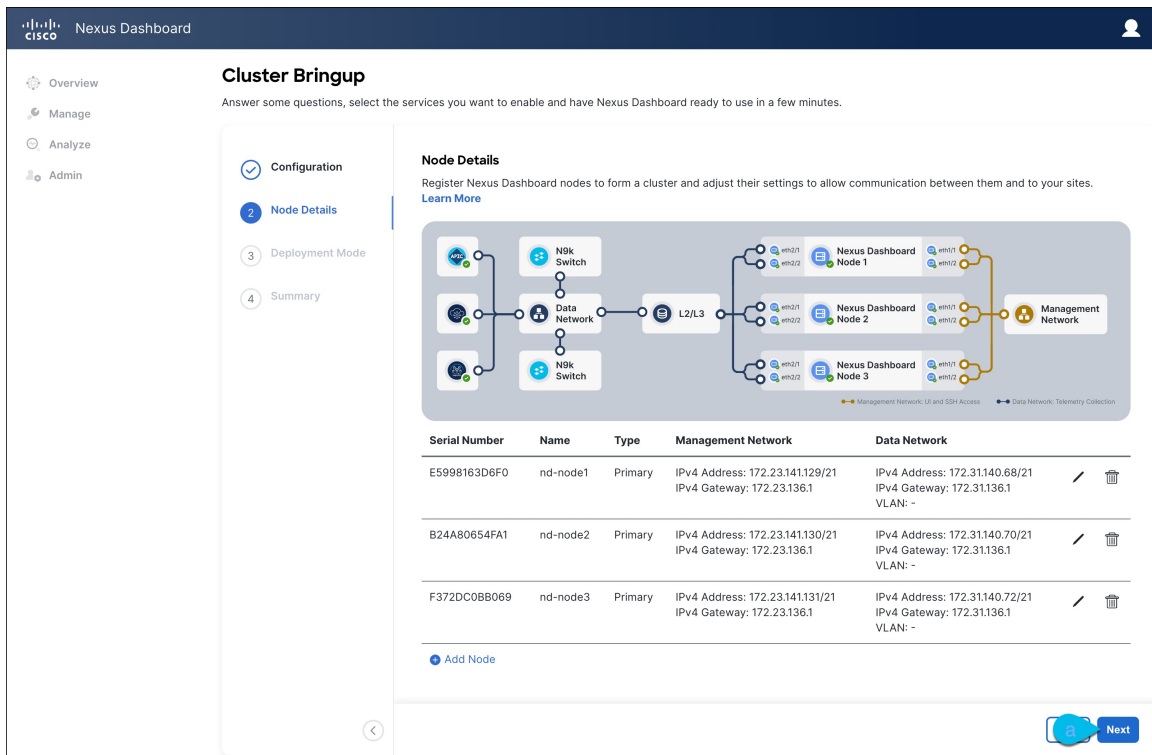 CISCO Nexus Dashboard
Overview
Manage
Analyze
Admin
Cluster Bringup
Answer some questions, select the services you want to enable and have Nexus Dashboard ready to use in a few minutes.
Configuration
2 Node Details
3 Deployment Mode
4 Summary
Node Details
Register Nexus Dashboard nodes to form a cluster and adjust their settings to allow communication between them and to your sites.
Learn More
APIC
N9k
Switch
Data
Network
N9k
Switch
L2/L3
eth2/1
eth2/2
Nexus Dashboard
Node 1
eth1/1
eth1/2
eth2/1
eth2/2
Nexus Dashboard
Node 2
eth1/1
eth1/2
eth2/1
eth2/2
Nexus Dashboard
Node 3
eth1/1
eth1/2
Management
Network
Management Network: UI and SSH Access Data Network: Telemetry Collection
Serial Number Name Type Management Network Data Network
E5998163D6F0 nd-node1 Primary IPv4 Address: 172.23.141.129/21 IPv4 Address: 172.31.140.68/21
IPv4 Gateway: 172.23.136.1 IPv4 Gateway: 172.31.136.1
VLAN: -
B24A80654FA1 nd-node2 Primary IPv4 Address: 172.23.141.130/21 IPv4 Address: 172.31.140.70/21
IPv4 Gateway: 172.23.136.1 IPv4 Gateway: 172.31.136.1
VLAN: -
F372DC0BB069 nd-node3 Primary IPv4 Address: 172.23.141.131/21 IPv4 Address: 172.31.140.72/21
IPv4 Gateway: 172.23.136.1 IPv4 Gateway: 172.31.136.1
VLAN: -
Add Node
a Next